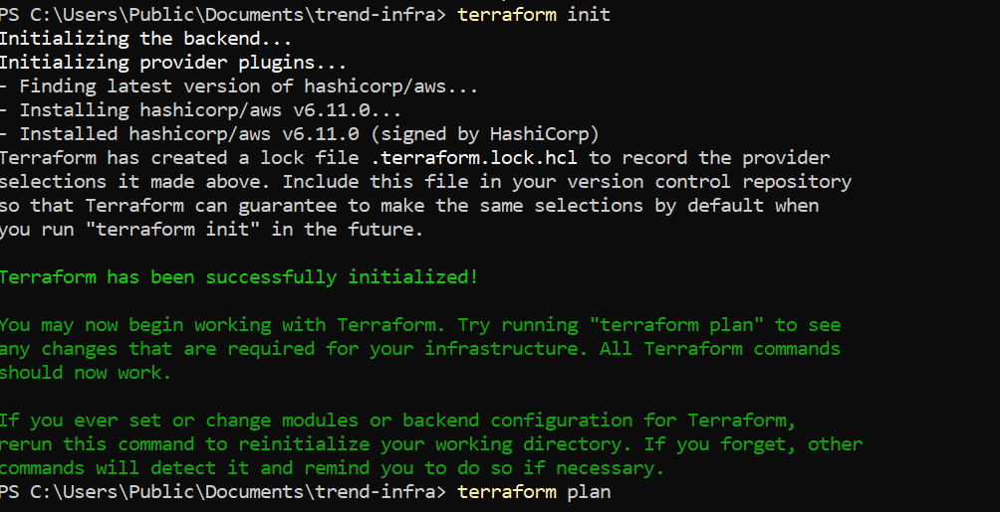 PS C:\Users\Public\Documents\trend-infra> terraform init
Initializing the backend...
Initializing provider plugins...
- Finding latest version of hashicorp/aws...
- Installing hashicorp/aws v6.11.0...
- Installed hashicorp/aws v6.11.0 (signed by HashiCorp)
Terraform has created a lock file .terraform.lock.hcl to record the provider
selections it made above. Include this file in your version control repository
so that Terraform can guarantee to make the same selections by default when
you run "terraform init" in the future.
Terraform has been successfully initialized!
You may now begin working with Terraform. Try running "terraform plan" to see
any changes that are required for your infrastructure. All Terraform commands
should now work.
If you ever set or change modules or backend configuration for Terraform,
rerun this command to reinitialize your working directory. If you forget, other
commands will detect it and remind you to do so if necessary.
PS C:\Users\Public\Documents\trend-infra> terraform plan